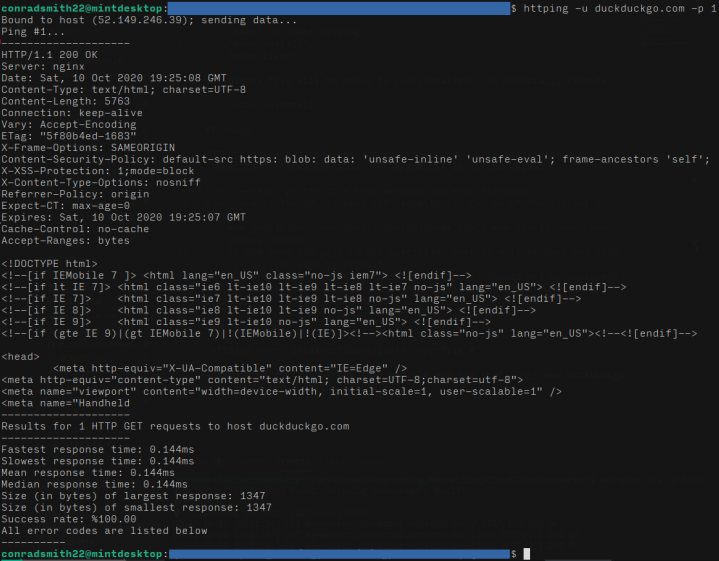 conradsmith22@mintdesktop: $ httping -u duckduckgo.com -p 1
Bound to host (52.149.246.39); sending data...
Ping #1...
--------------------
HTTP/1.1 200 OK
Server: nginx
Date: Sat, 10 Oct 2020 19:25:08 GMT
Content-Type: text/html; charset=UTF-8
Content-Length: 5763
Connection: keep-alive
Vary: Accept-Encoding
ETag: "5f80b4ed-1683"
X-Frame-Options: SAMEORIGIN
Content-Security-Policy: default-src https: blob: data: 'unsafe-inline' 'unsafe-eval'; frame-ancestors 'self';
X-XSS-Protection: 1;mode=block
X-Content-Type-Options: nosniff
Referrer-Policy: origin
Expect-CT: max-age=0
Expires: Sat, 10 Oct 2020 19:25:07 GMT
Cache-Control: no-cache
Accept-Ranges: bytes
<!DOCTYPE html>
<!--[if IEMobile 7 ]> <html lang="en_US" class="no-js iem7"> <![endif]-->
<!--[if lt IE 7]> <html class="ie6 lt-ie10 lt-ie9 lt-ie8 lt-ie7 no-js" lang="en_US"> <![endif]-->
<!--[if IE 7]>    <html class="ie7 lt-ie10 lt-ie9 lt-ie8 no-js" lang="en_US"> <![endif]-->
<!--[if IE 8]>    <html class="ie8 lt-ie10 lt-ie9 no-js" lang="en_US"> <![endif]-->
<!--[if IE 9]>    <html class="ie9 lt-ie10 no-js" lang="en_US"> <![endif]-->
<!--[if (gte IE 9)|(gt IEMobile 7)|!(IEMobile)|!(IE)]><!--><html class="no-js" lang="en_US"><!--<![endif]-->
<head>
<meta http-equiv="X-UA-Compatible" content="IE=Edge" />
<meta http-equiv="content-type" content="text/html; charset=UTF-8;charset=utf-8">
<meta name="viewport" content="width=device-width, initial-scale=1, user-scalable=1" />
<meta name="Handheld
--------------------
Results for 1 HTTP GET requests to host duckduckgo.com
--------------------
Fastest response time: 0.144ms
Slowest response time: 0.144ms
Mean response time: 0.144ms
Median response time: 0.144ms
Size (in bytes) of largest response: 1347
Size (in bytes) of smallest response: 1347
Success rate: %100.00
All error codes are listed below
----------
conradsmith22@mintdesktop: $